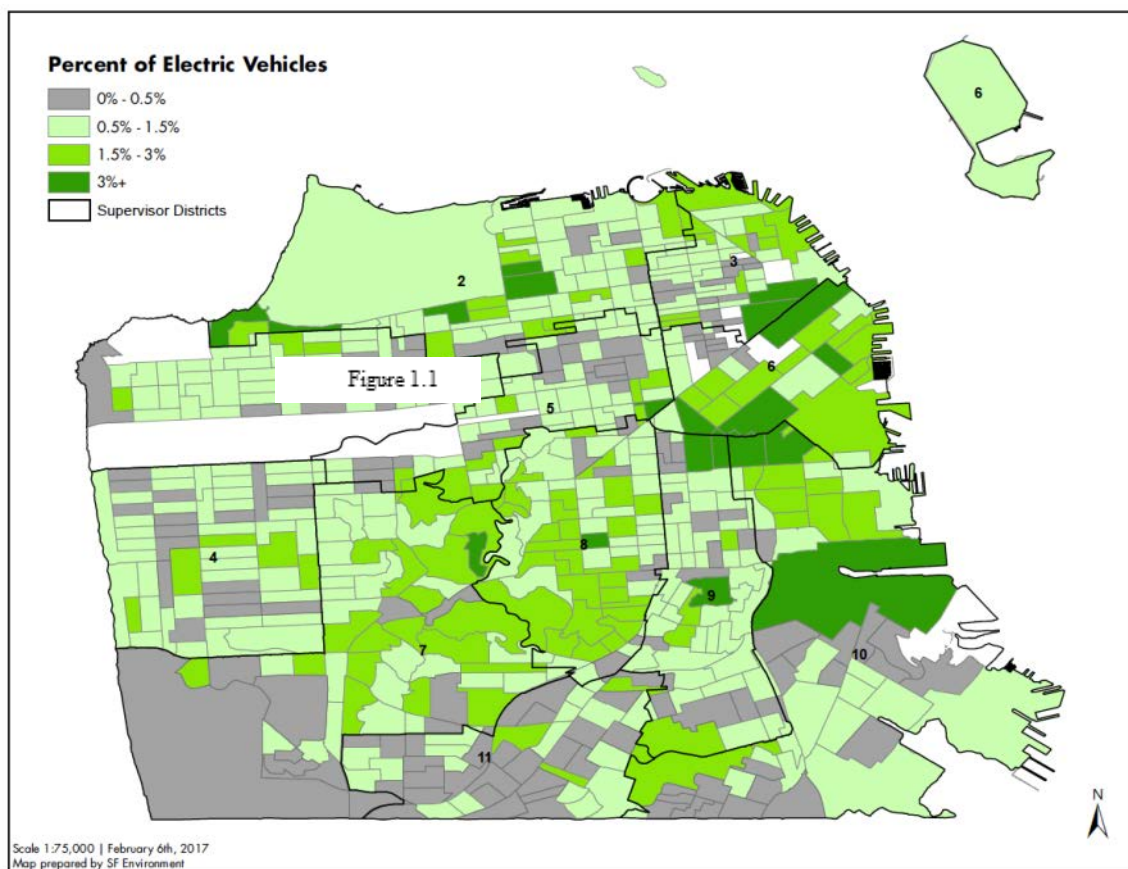 Percent of Electric Vehicles
0% - 0.5%
0.5% - 1.5%
1.5% - 3%
3%+
Supervisor Districts
6
2
3
Figure 1.1
6
5
4
8
9
7
10
11
N
Scale 1:75,000 | February 6th, 2017
Map prepared by SF Environment